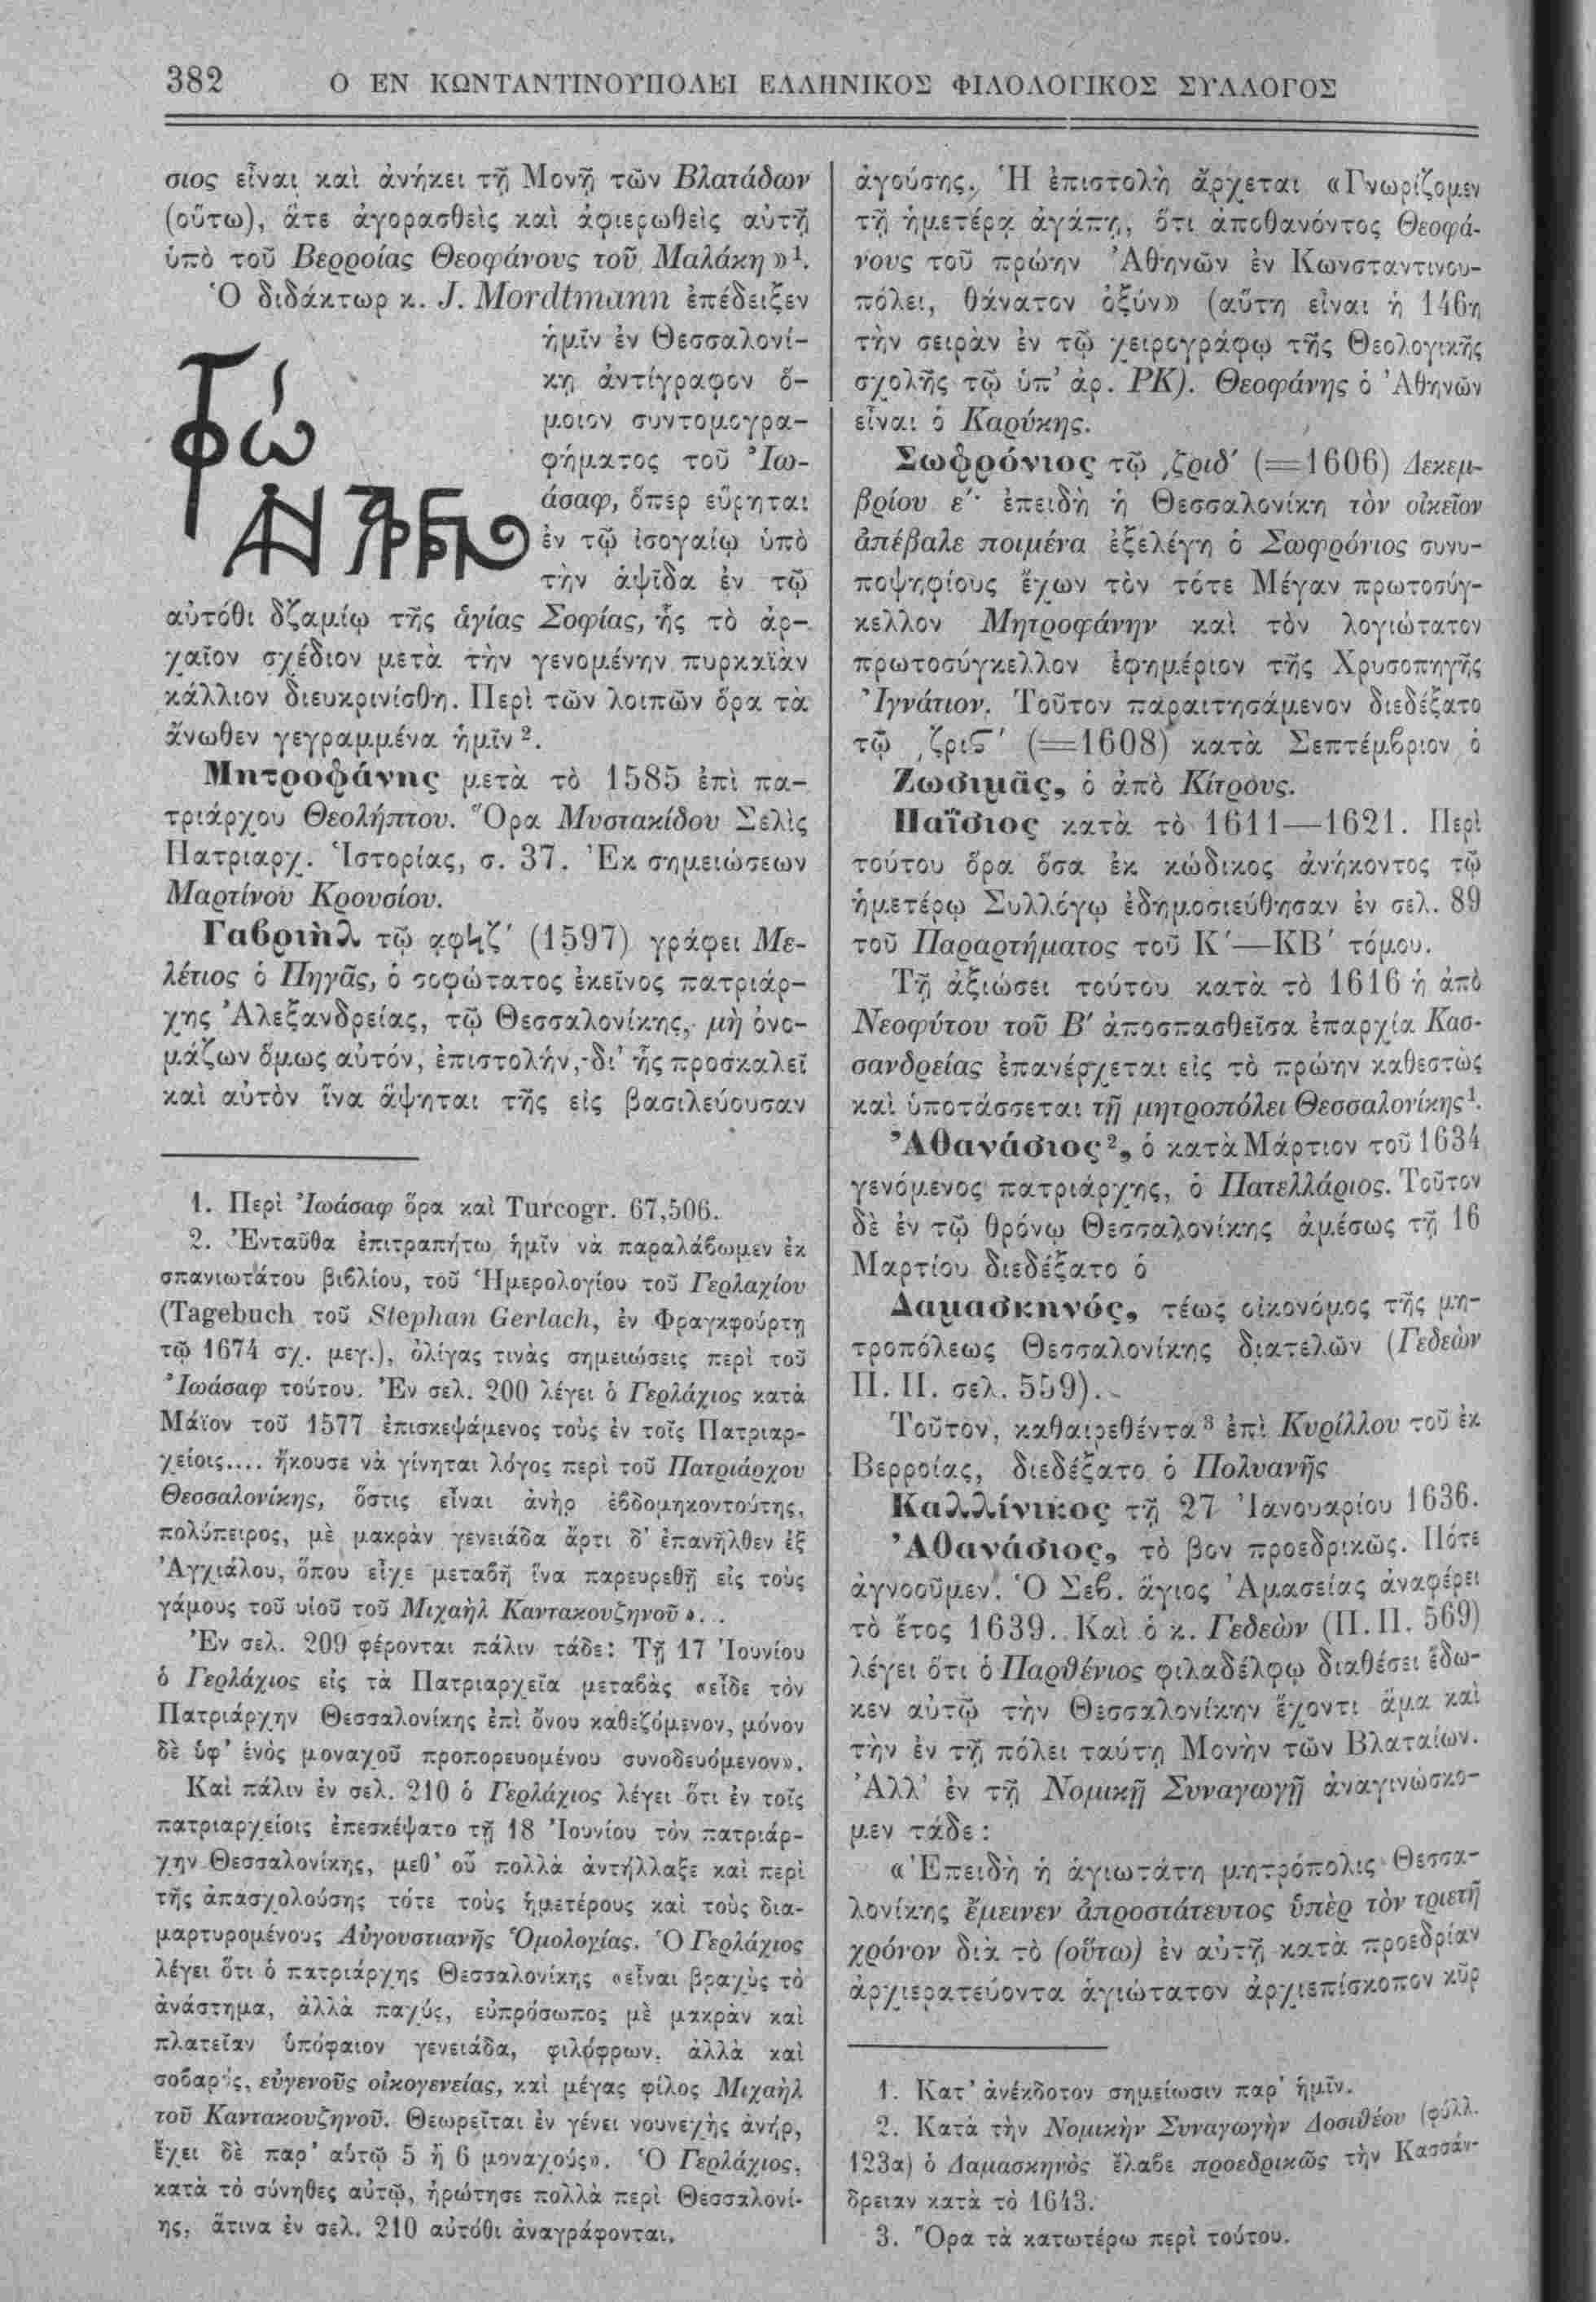 382 Ο ΕΝ ΚΩΝΤΑΝΤΙΝΟΥΠΟΛΕΙ ΕΛΛΗΝΙΚΟΣ ΦΙΛΟΛΟΓΙΚΟΣ ΣΥΛΛΟΓΟΣ
σιος εἶναι καὶ ἀνήκει τῇ Μονῇ τῶν Βλατάδων
(οὕτω), ἅτε ἀγορασθεὶς καὶ ἀφιερωθεὶς αὐτῇ
ὑπὸ τοῦ Βερροίας Θεοφάνους τοῦ Μαλάκη»¹.
Ὁ διδάκτωρ κ. J. Mordtmann ἐπέδειξεν
ἡμῖν ἐν Θεσσαλονί-
κῃ ἀντίγραφον ὅ-
μοιον συντομογρα-
φήματος τοῦ Ἰω-
άσαφ, ὅπερ εὕρηται
ἐν τῷ ἰσογαίῳ ὑπὸ
τὴν ἁψῖδα ἐν τῷ
αὐτόθι δζαμίῳ τῆς ἁγίας Σοφίας, ἧς τὸ ἀρ-
χαῖον σχέδιον μετὰ τὴν γενομένην πυρκαϊὰν
κάλλιον διευκρινίσθη. Περὶ τῶν λοιπῶν ὅρα τὰ
ἄνωθεν γεγραμμένα ἡμῖν².
Μητροφάνης μετὰ τὸ 1585 ἐπὶ πα-
τριάρχου Θεολήπτου. Ὅρα Μυστακίδου Σελὶς
Πατριαρχ. Ἱστορίας, σ. 37. Ἐκ σημειώσεων
Μαρτίνου Κρουσίου.
Γαβριὴλ τῷ αφϟζʹ (1597) γράφει Με-
λέτιος ὁ Πηγᾶς, ὁ σοφώτατος ἐκεῖνος πατριάρ-
χης Ἀλεξανδρείας, τῷ Θεσσαλονίκης, μὴ ὀνο-
μάζων ὅμως αὐτόν, ἐπιστολήν, δι' ἧς προσκαλεῖ
καὶ αὐτὸν ἵνα ἅψηται τῆς εἰς βασιλεύουσαν
1. Περὶ Ἰωάσαφ ὅρα καὶ Turcogr. 67,506.
2. Ἐνταῦθα ἐπιτραπήτω ἡμῖν νὰ παραλάβωμεν ἐκ
σπανιωτάτου βιβλίου, τοῦ Ἡμερολογίου τοῦ Γερλαχίου
(Tagebuch τοῦ Stephan Gerlach, ἐν Φραγκφούρτῃ
τῷ 1674 σχ. μεγ.), ὀλίγας τινὰς σημειώσεις περὶ τοῦ
Ἰωάσαφ τούτου. Ἐν σελ. 200 λέγει ὁ Γερλάχιος κατὰ
Μάϊον τοῦ 1577 ἐπισκεψάμενος τοὺς ἐν τοῖς Πατριαρ-
χείοις.... ἤκουσε νὰ γίνηται λόγος περὶ τοῦ Πατριάρχου
Θεσσαλονίκης, ὅστις εἶναι ἀνὴρ ἑβδομηκοντούτης,
πολύπειρος, μὲ μακρὰν γενειάδα ἄρτι δ' ἐπανῆλθεν ἐξ
Ἀγχιάλου, ὅπου εἶχε μεταβῆ ἵνα παρευρεθῇ εἰς τοὺς
γάμους τοῦ υἱοῦ τοῦ Μιχαὴλ Καντακουζηνοῦ»...
Ἐν σελ. 209 φέρονται πάλιν τάδε: Τῇ 17 Ἰουνίου
ὁ Γερλάχιος εἰς τὰ Πατριαρχεῖα μεταβὰς «εἶδε τὸν
Πατριάρχην Θεσσαλονίκης ἐπὶ ὄνου καθεζόμενον, μόνον
δὲ ὑφ' ἑνὸς μοναχοῦ προπορευομένου συνοδευόμενον».
Καὶ πάλιν ἐν σελ. 210 ὁ Γερλάχιος λέγει ὅτι ἐν τοῖς
πατριαρχείοις ἐπεσκέψατο τῇ 18 Ἰουνίου τὸν πατριάρ-
χην Θεσσαλονίκης, μεθ' οὗ πολλὰ ἀντήλλαξε καὶ περὶ
τῆς ἀπασχολούσης τότε τοὺς ἡμετέρους καὶ τοὺς δια-
μαρτυρομένους Αὐγουστιανῆς Ὁμολογίας. Ὁ Γερλάχιος
λέγει ὅτι ὁ πατριάρχης Θεσσαλονίκης «εἶναι βραχὺς τὸ
ἀνάστημα, ἀλλὰ παχύς, εὐπρόσωπος μὲ μακρὰν καὶ
πλατεῖαν ὑπόφαιον γενειάδα, φιλόφρων, ἀλλὰ καὶ
σοβαρός, εὐγενοῦς οἰκογενείας, καὶ μέγας φίλος Μιχαὴλ
τοῦ Καντακουζηνοῦ. Θεωρεῖται ἐν γένει νουνεχὴς ἀνήρ,
ἔχει δὲ παρ' αὑτῷ 5 ἢ 6 μοναχούς». Ὁ Γερλάχιος,
κατὰ τὸ σύνηθες αὐτῷ, ἠρώτησε πολλὰ περὶ Θεσσαλονί-
ης, ἅτινα ἐν σελ. 210 αὐτόθι ἀναγράφονται.
ἀγούσης. Ἡ ἐπιστολὴ ἄρχεται «Γνωρίζομεν
τῇ ἡμετέρᾳ ἀγάπῃ, ὅτι ἀποθανόντος Θεοφά-
νους τοῦ πρώην Ἀθηνῶν ἐν Κωνσταντινου-
πόλει, θάνατον ὀξύν» (αὕτη εἶναι ἡ 146η
τὴν σειρὰν ἐν τῷ χειρογράφῳ τῆς Θεολογικῆς
σχολῆς τῷ ὑπ' ἀρ. ΡΚ). Θεοφάνης ὁ Ἀθηνῶν
εἶναι ὁ Καρύκης.
Σωφρόνιος τῷ ͵ζριδʹ (=1606) Δεκεμ-
βρίου εʹ· ἐπειδὴ ἡ Θεσσαλονίκη τὸν οἰκεῖον
ἀπέβαλε ποιμένα ἐξελέγη ὁ Σωφρόνιος συνυ-
ποψηφίους ἔχων τὸν τότε Μέγαν πρωτοσύγ-
κελλον Μητροφάνην καὶ τὸν λογιώτατον
πρωτοσύγκελλον ἐφημέριον τῆς Χρυσοπηγῆς
Ἰγνάτιον. Τοῦτον παραιτησάμενον διεδέξατο
τῷ ͵ζριϚʹ (=1608) κατὰ Σεπτέμβριον ὁ
Ζωσιμᾶς, ὁ ἀπὸ Κίτρους.
Παΐσιος κατὰ τὸ 1611—1621. Περὶ
τούτου ὅρα ὅσα ἐκ κώδικος ἀνήκοντος τῷ
ἡμετέρῳ Συλλόγῳ ἐδημοσιεύθησαν ἐν σελ. 89
τοῦ Παραρτήματος τοῦ Κʹ—ΚΒʹ τόμου.
Τῇ ἀξιώσει τούτου κατὰ τὸ 1616 ἡ ἀπὸ
Νεοφύτου τοῦ Βʹ ἀποσπασθεῖσα ἐπαρχία Κασ-
σανδρείας ἐπανέρχεται εἰς τὸ πρώην καθεστὼς
καὶ ὑποτάσσεται τῇ μητροπόλει Θεσσαλονίκης¹.
Ἀθανάσιος², ὁ κατὰ Μάρτιον τοῦ 1634
γενόμενος πατριάρχης, ὁ Πατελλάριος. Τοῦτον
δὲ ἐν τῷ θρόνῳ Θεσσαλονίκης ἀμέσως τῇ 16
Μαρτίου διεδέξατο ὁ
Δαμασκηνός, τέως οἰκονόμος τῆς μη-
τροπόλεως Θεσσαλονίκης διατελῶν (Γεδεὼν
Π. Π. σελ. 559).
Τοῦτον, καθαιρεθέντα³ ἐπὶ Κυρίλλου τοῦ ἐκ
Βερροίας, διεδέξατο ὁ Πολυανῆς
Καλλίνικος τῇ 27 Ἰανουαρίου 1636.
Ἀθανάσιος, τὸ βον προεδρικῶς. Πότε
ἀγνοοῦμεν. Ὁ Σεβ. ἅγιος Ἀμασείας ἀναφέρει
τὸ ἔτος 1639. Καὶ ὁ κ. Γεδεὼν (Π. Π. 569)
λέγει ὅτι ὁ Παρθένιος φιλαδέλφῳ διαθέσει ἔδω-
κεν αὐτῷ τὴν Θεσσαλονίκην ἔχοντι ἅμα καὶ
τὴν ἐν τῇ πόλει ταύτῃ Μονὴν τῶν Βλαταίων.
Ἀλλ' ἐν τῇ Νομικῇ Συναγωγῇ ἀναγινώσκο-
μεν τάδε:
«Ἐπειδὴ ἡ ἁγιωτάτη μητρόπολις Θεσσα-
λονίκης ἔμεινεν ἀπροστάτευτος ὑπὲρ τὸν τριετῆ
χρόνον διὰ τὸ (οὕτω) ἐν αὐτῇ κατὰ προεδρίαν
ἀρχιερατεύοντα ἁγιώτατον ἀρχιεπίσκοπον κῦρ
1. Κατ' ἀνέκδοτον σημείωσιν παρ' ἡμῖν.
2. Κατὰ τὴν Νομικὴν Συναγωγὴν Δοσιθέου (φύλλ.
123α) ὁ Δαμασκηνὸς ἔλαβε προεδρικῶς τὴν Κασσάν-
δρειαν κατὰ τὸ 1643.
3. Ὅρα τὰ κατωτέρω περὶ τούτου.